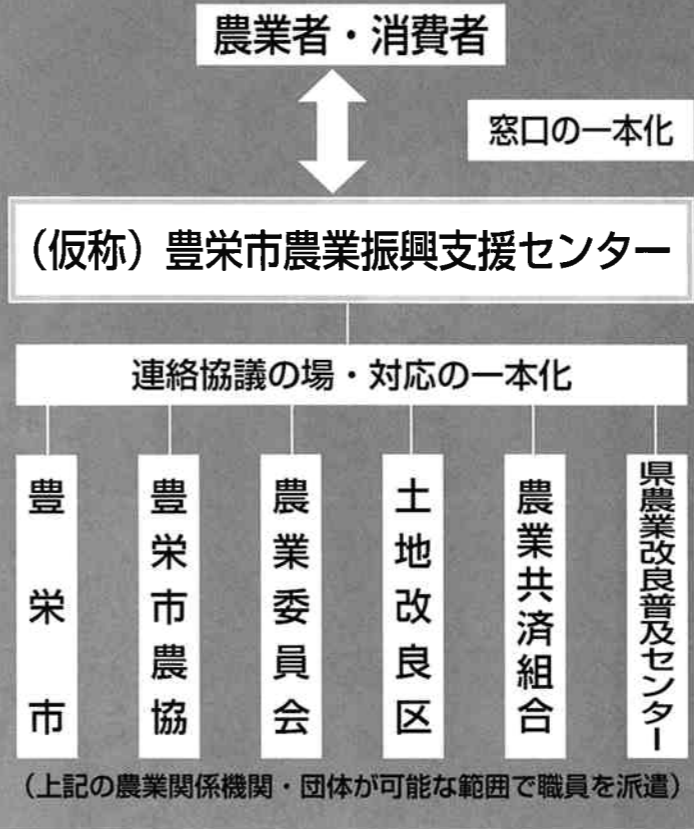 農業者・消費者
窓口の一本化
（仮称）豊栄市農業振興支援センター
連絡協議の場・対応の一本化
豊栄市
豊栄市農協
農業委員会
土地改良区
農業共済組合
県農業改良普及センター
（上記の農業関係機関・団体が可能な範囲で職員を派遣）